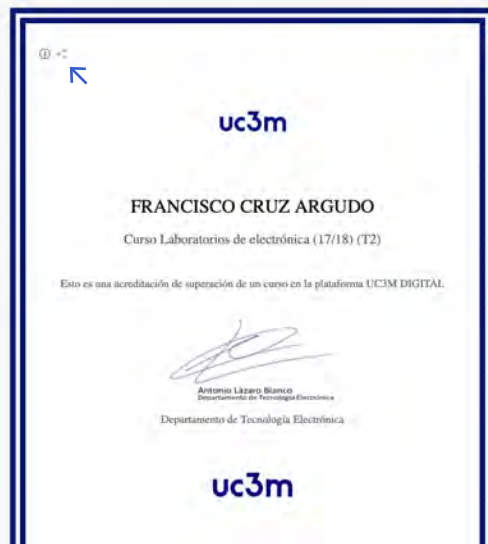 uc3m
FRANCISCO CRUZ ARGUDO
Curso Laboratorios de electrónica (17/18) (T2)
Esto es una acreditación de superación de un curso en la plataforma UC3M DIGITAL
Antonio Lázaro Blanco
Departamento de Tecnología Electrónica
Departamento de Tecnología Electrónica
uc3m